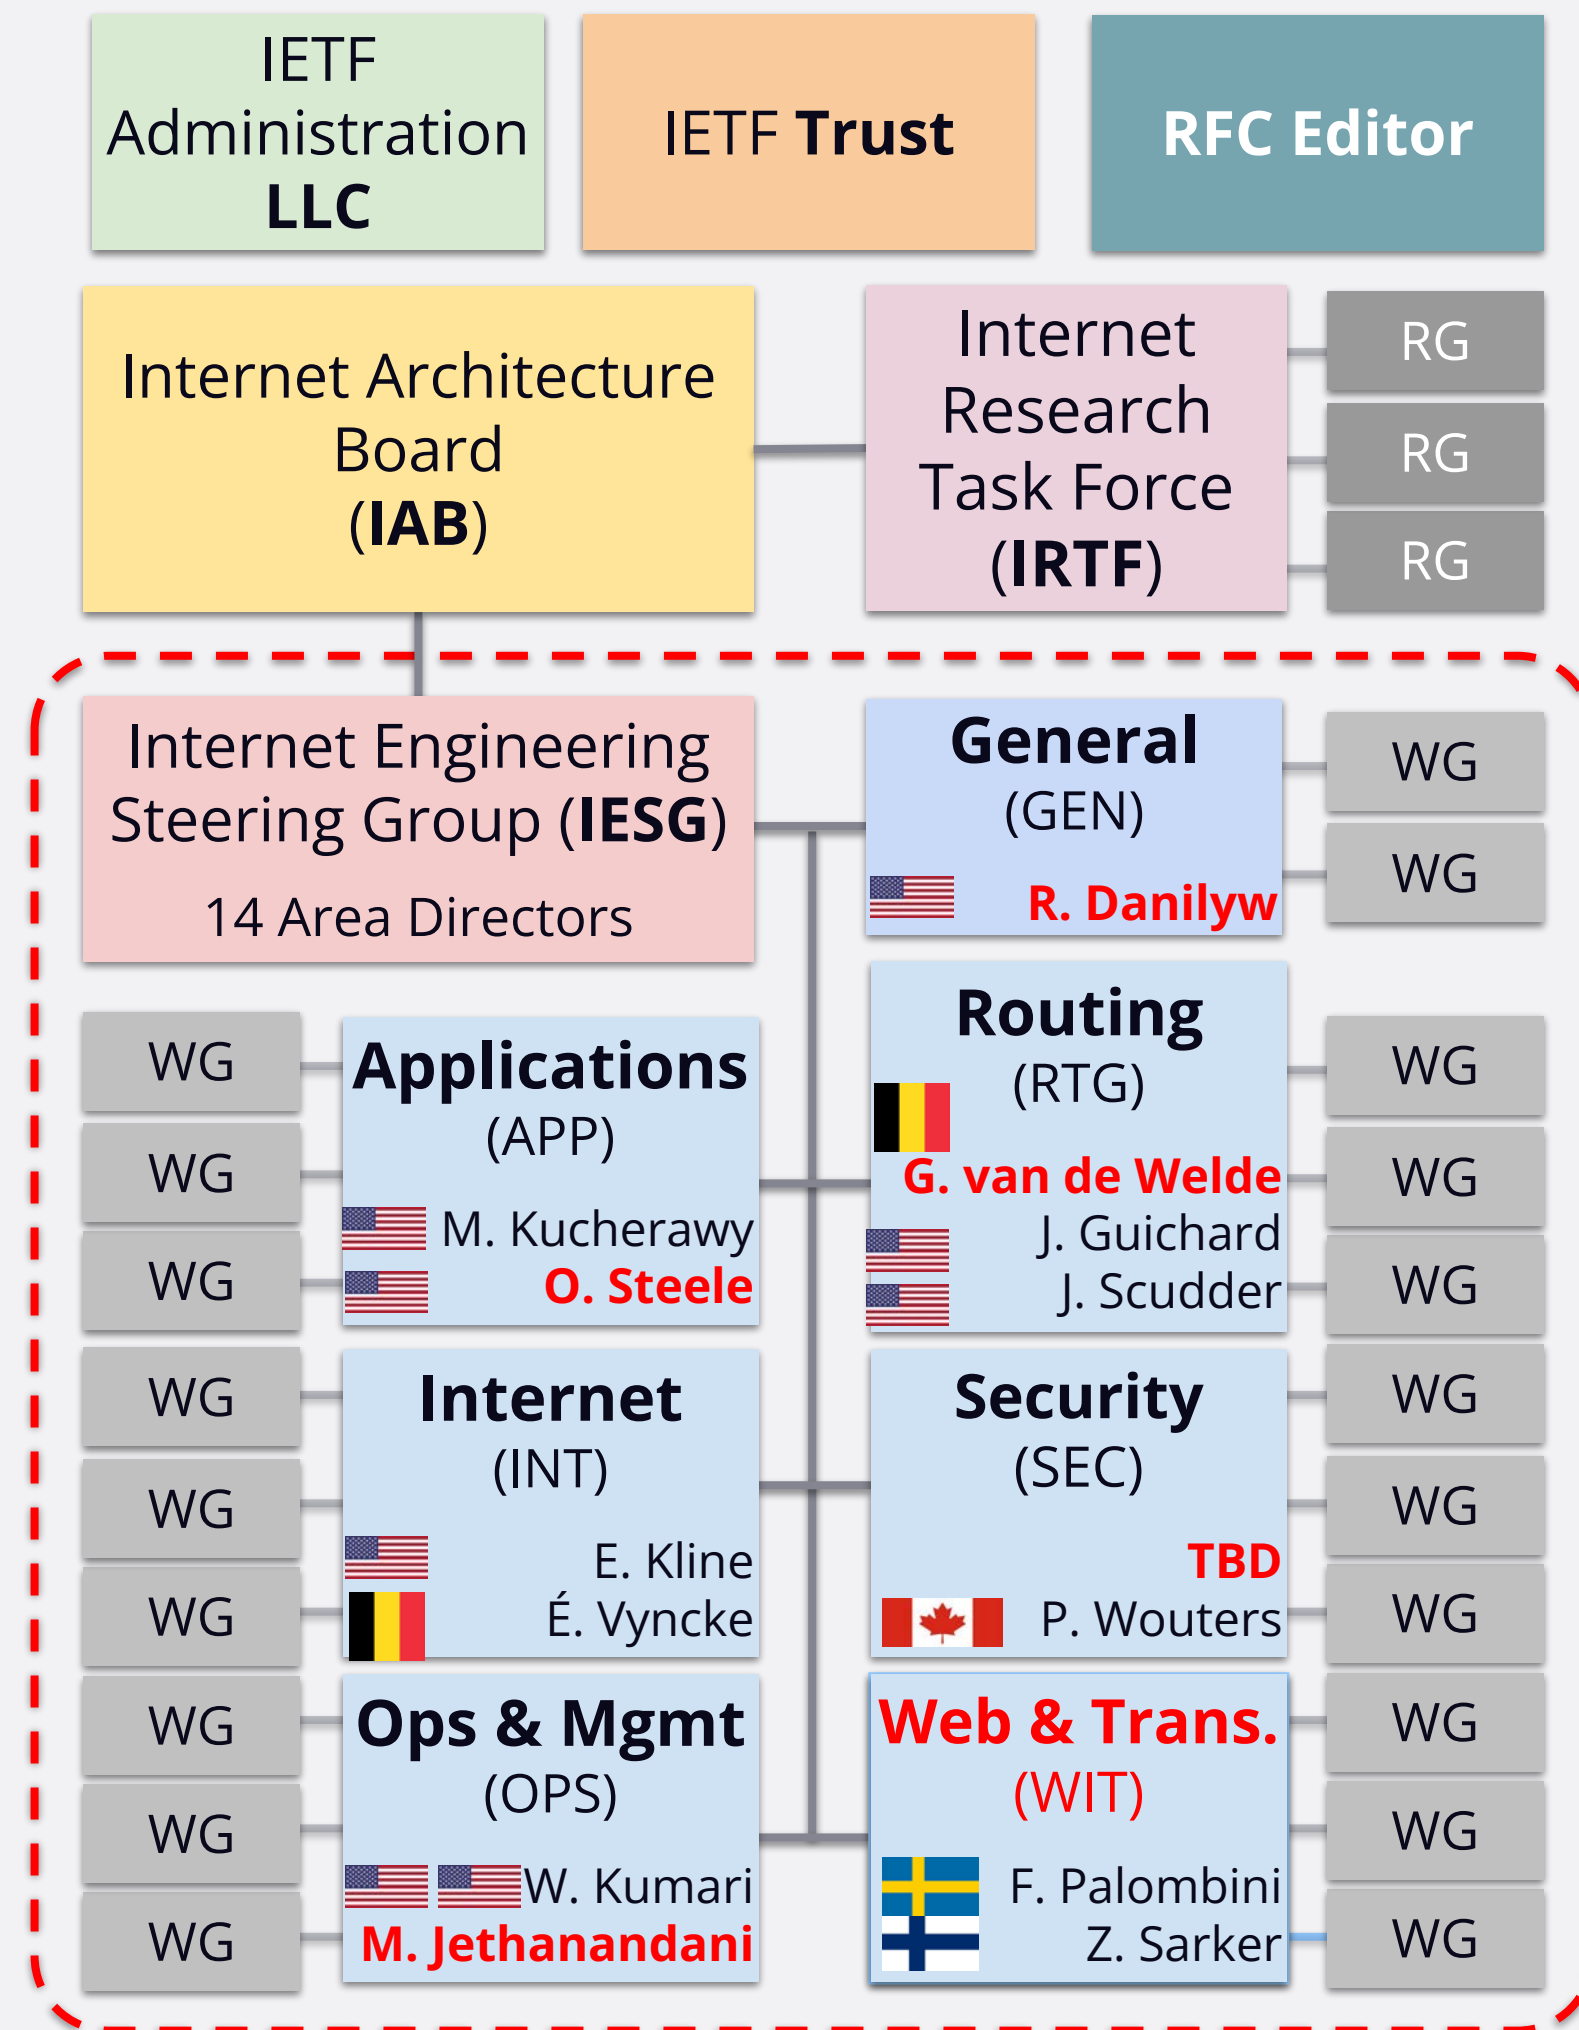 IETF
Administration
LLC
IETF Trust
RFC Editor
Internet Architecture
Board
(IAB)
Internet
Research
Task Force
(IRTF)
RG
RG
RG
Internet Engineering
Steering Group (IESG)
14 Area Directors
General
(GEN)
R. Danilyw
WG
WG
WG
WG
WG
Applications
(APP)
M. Kucherawy
O. Steele
Routing
(RTG)
G. van de Welde
J. Guichard
J. Scudder
WG
WG
WG
WG
WG
WG
Internet
(INT)
E. Kline
É. Vyncke
Security
(SEC)
TBD
P. Wouters
WG
WG
WG
WG
WG
WG
Ops & Mgmt
(OPS)
W. Kumari
M. Jethanandani
Web & Trans.
(WIT)
F. Palombini
Z. Sarker
WG
WG
WG